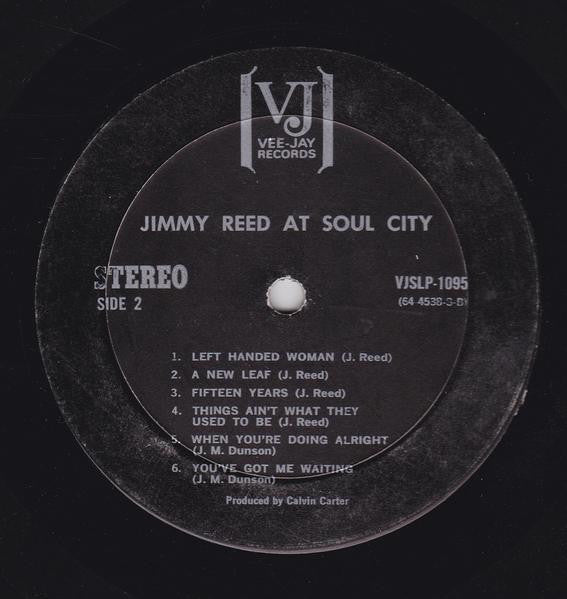 VJ
VEE-JAY
RECORDS
JIMMY REED AT SOUL CITY
STEREO
SIDE 2
VJSLP-1095
(64-4538-S-B)
1. LEFT HANDED WOMAN (J. Reed)
2. A NEW LEAF (J. Reed)
3. FIFTEEN YEARS (J. Reed)
4. THINGS AIN'T WHAT THEY
USED TO BE (J. Reed)
5. WHEN YOU'RE DOING ALRIGHT
(J. M. Dunson)
6. YOU'VE GOT ME WAITING
(J. M. Dunson)
Produced by Calvin Carter